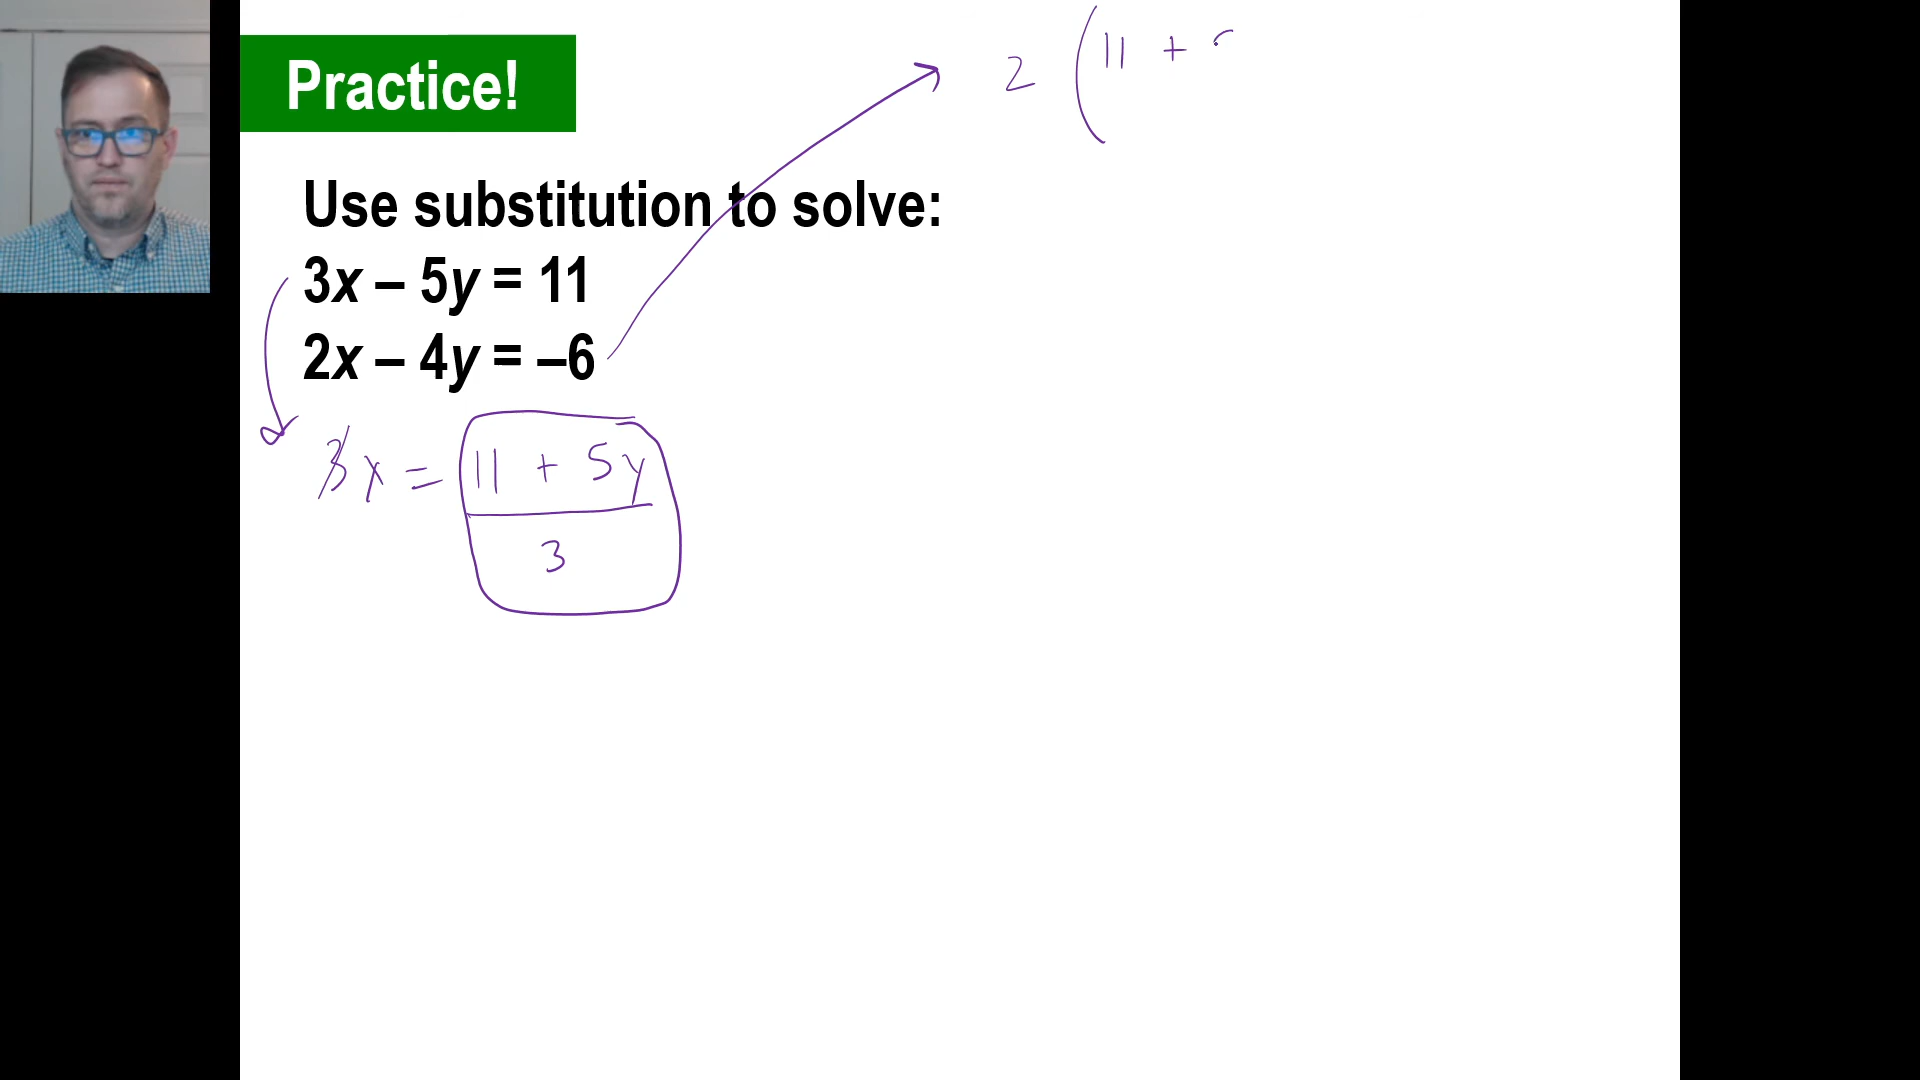 Practice!
2 (11 +
Use substitution to solve:
3x – 5y = 11
2x – 4y = –6
3x = 11 + 5y
3